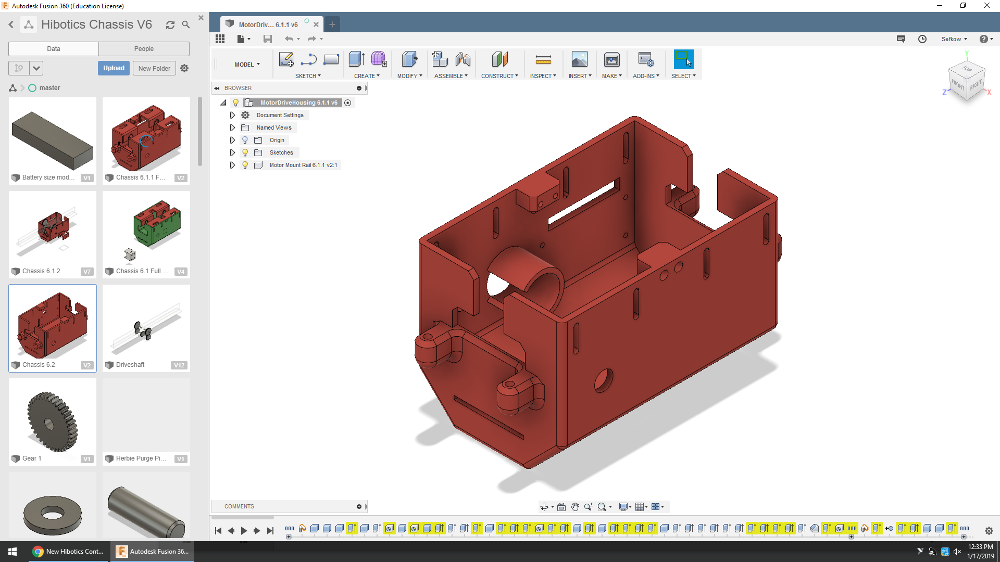 Autodesk Fusion 360 (Education License)
Hibotics Chassis V6
Data
People
Upload
New Folder
master
Battery size mod...
V1
Chassis 6.1.1 F...
V2
Chassis 6.1.2
V7
Chassis 6.1 Full ...
V4
Chassis 6.2
V2
Driveshaft
V12
Gear 1
V1
Herbie Purge Pi...
V1
MotorDriv... 6.1.1 v6
Sefkow
MODEL
SKETCH
CREATE
MODIFY
ASSEMBLE
CONSTRUCT
INSPECT
INSERT
MAKE
ADD-INS
SELECT
BROWSER
MotorDriveHousing 6.1.1 v6
Document Settings
Named Views
Origin
Sketches
Motor Mount Rail 6.1.1 v2:1
Y
TOP
FRONT
RIGHT
Z
X
COMMENTS
New Hibotics Cont...
Autodesk Fusion 36...
12:33 PM
1/17/2019